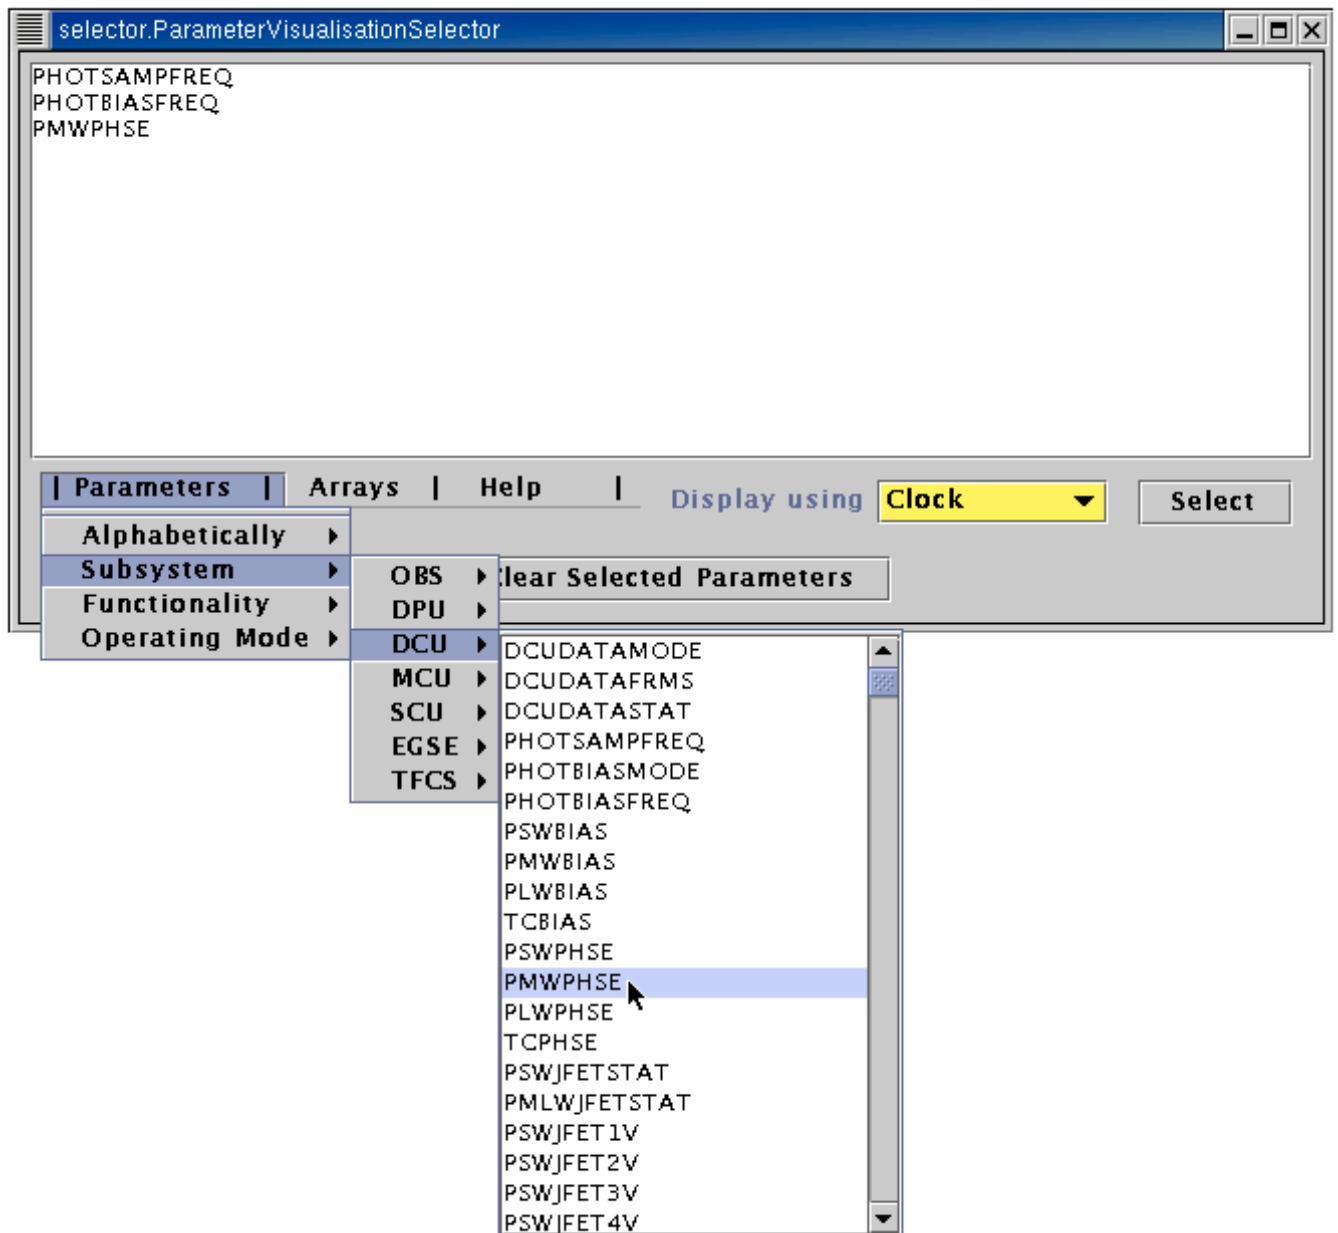 selector.ParameterVisualisationSelector
PHOTSAMPFREQ
PHOTBIASFREQ
PMWPHSE
| Parameters | Arrays | Help |
Display using Clock Select
Alphabetically
Subsystem
Functionality
Operating Mode
lear Selected Parameters
OBS
DPU
DCU
MCU
SCU
EGSE
TFCS
DCUDATAMODE
DCUDATAFRMS
DCUDATASTAT
PHOTSAMPFREQ
PHOTBIASMODE
PHOTBIASFREQ
PSWBIAS
PMWBIAS
PLWBIAS
TCBIAS
PSWPHSE
PMWPHSE
PLWPHSE
TCPHSE
PSWJFETSTAT
PMLWJFETSTAT
PSWJFET1V
PSWJFET2V
PSWJFET3V
PSWJFET4V